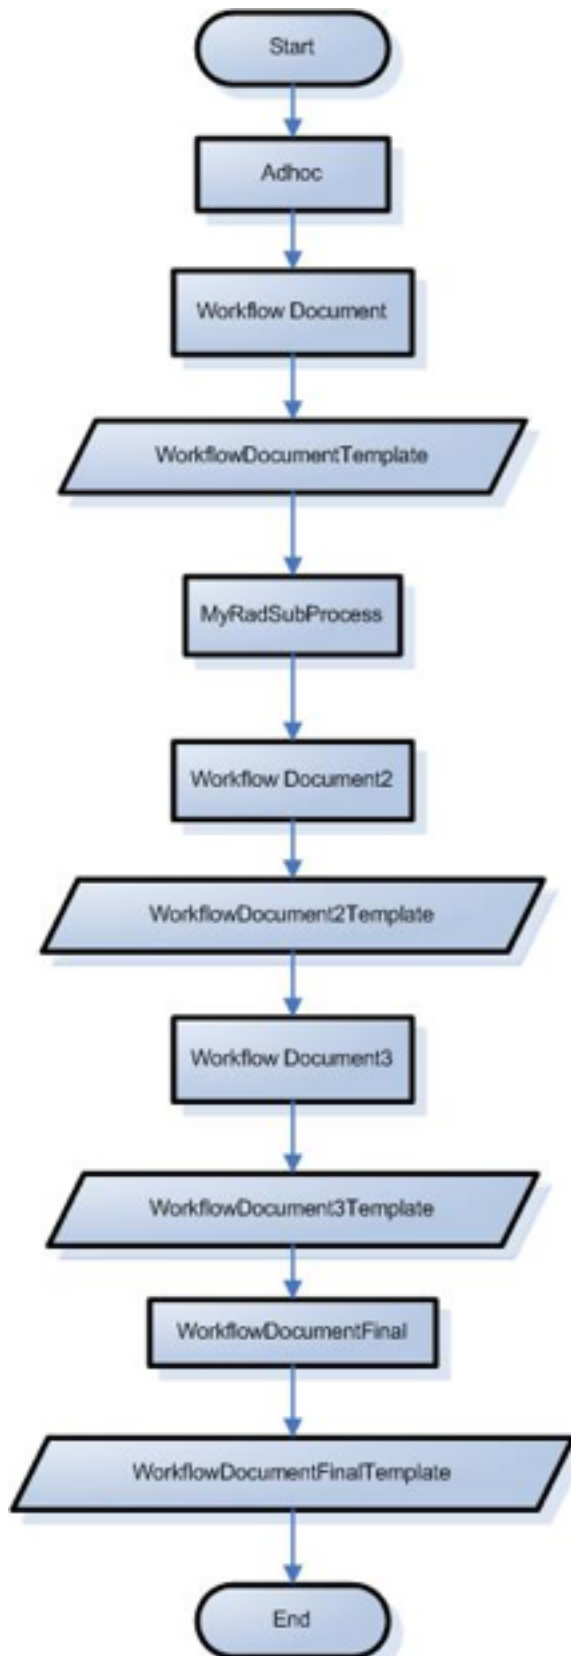 Start
Adhoc
Workflow Document
WorkflowDocumentTemplate
MyRadSubProcess
Workflow Document2
WorkflowDocument2Template
Workflow Document3
WorkflowDocument3Template
WorkflowDocumentFinal
WorkflowDocumentFinalTemplate
End